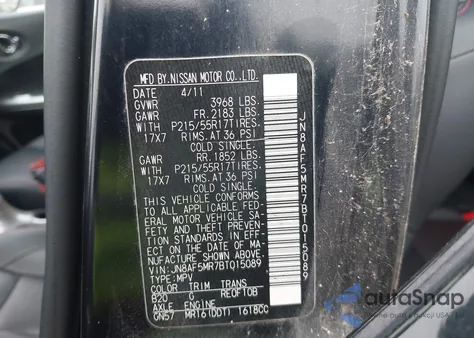 MFD BY NISSAN MOTOR CO., LTD.
DATE 4/11
GVWR 3968 LBS.
GAWR FR. 2183 LBS.
WITH P215/55R17TIRES.
17X7 RIMS.AT 36 PSI
COLD SINGLE.
GAWR RR. 1852 LBS.
WITH P215/55R17TIRES.
17X7 RIMS.AT 36 PSI
COLD SINGLE.
THIS VEHICLE CONFORMS
TO ALL APPLICABLE FED-
ERAL MOTOR VEHICLE SA-
FETY AND THEFT PREVEN-
TION STANDARDS IN EFF-
ECT ON THE DATE OF MA-
NUFACTURE SHOWN ABOVE.
VIN:JN8AF5MR7BT015089
TYPE:MPV
COLOR TRIM TRANS
820 G REOF10B
AXLE ENGINE
0N57 MR16(DDT) 1618CC
JN8AF5MR7BT015089
AutoSnap